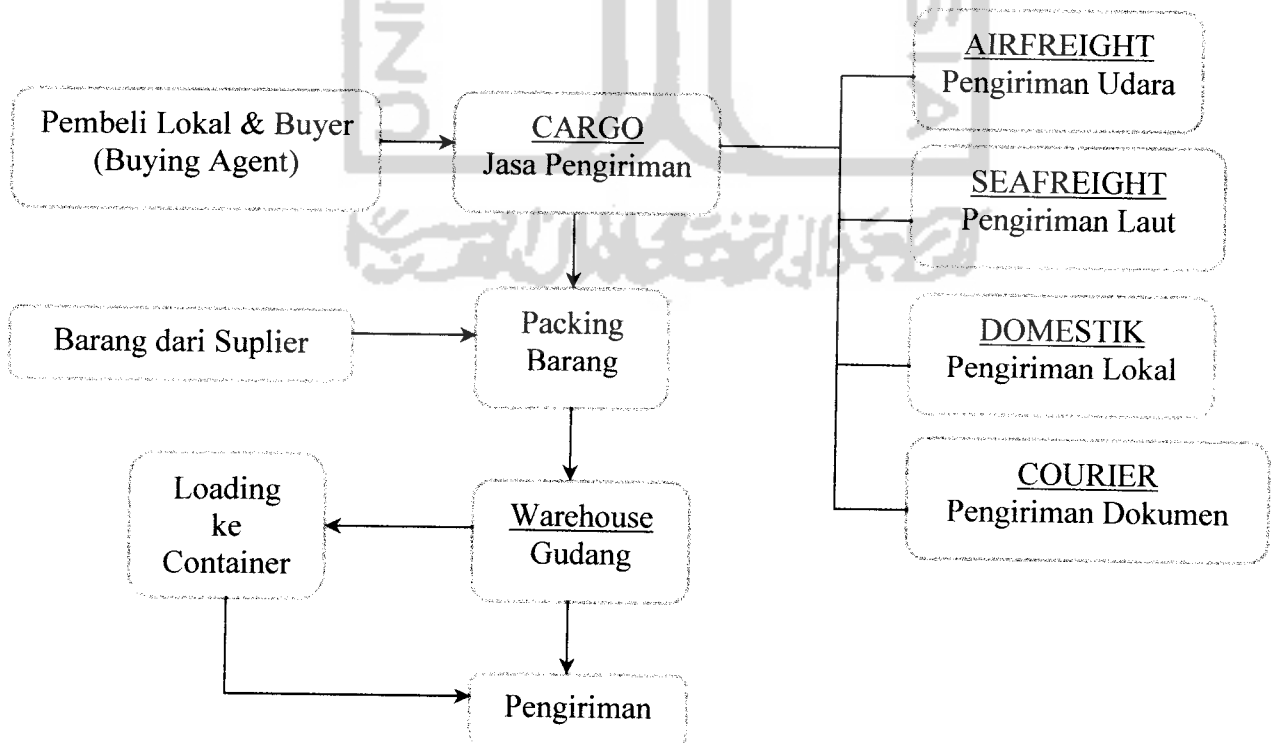 AIRFREIGHT
Pengiriman Udara
Pembeli Lokal & Buyer
(Buying Agent)
CARGO
Jasa Pengiriman
SEAFREIGHT
Pengiriman Laut
Barang dari Suplier
Packing
Barang
DOMESTIK
Pengiriman Lokal
Loading
ke
Container
Warehouse
Gudang
COURIER
Pengiriman Dokumen
Pengiriman